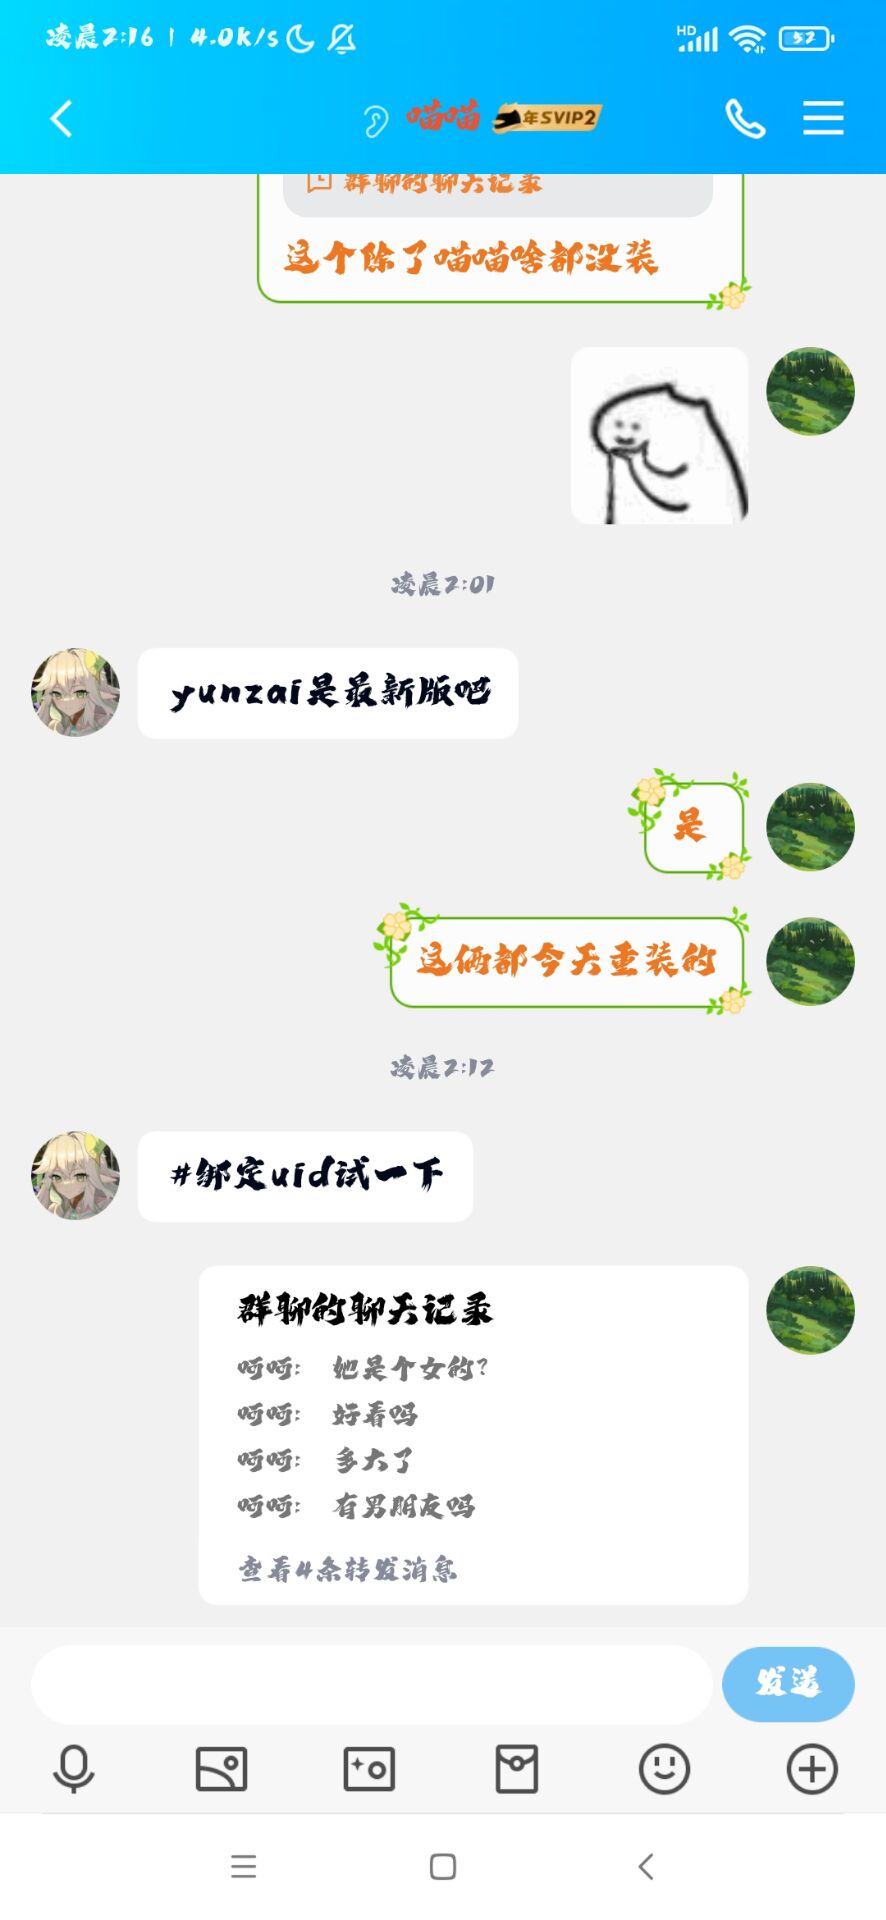 凌晨2:16 | 4.0K/s
HD
52
喵喵
年SVIP2
群聊的聊天记录
这个除了喵喵啥都没装
凌晨2:01
yunzai是最新版吧
是
这俩都今天重装的
凌晨2:12
#绑定uid试一下
群聊的聊天记录
呵呵： 她是个女的？
呵呵： 好看吗
呵呵： 多大了
呵呵： 有男朋友吗
查看4条转发消息
发送